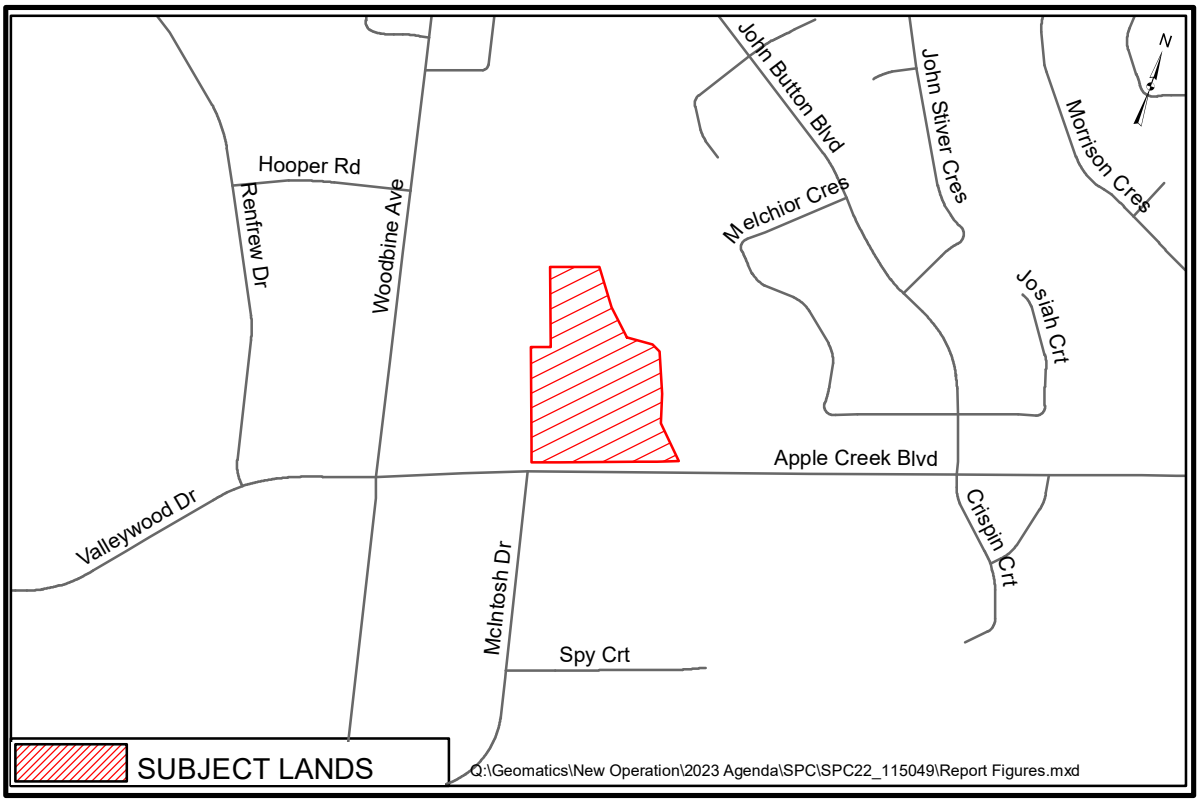 N
John Button Blvd
John Stiver Cres
Morrison Cres
Hooper Rd
Renfrew Dr
Woodbine Ave
Melchior Cres
Josiah Crt
Apple Creek Blvd
Valleywood Dr
Crispin Crt
McIntosh Dr
Spy Crt
SUBJECT LANDS
Q:\Geomatics\New Operation\2023 Agenda\SPC\SPC22_115049\Report Figures.mxd